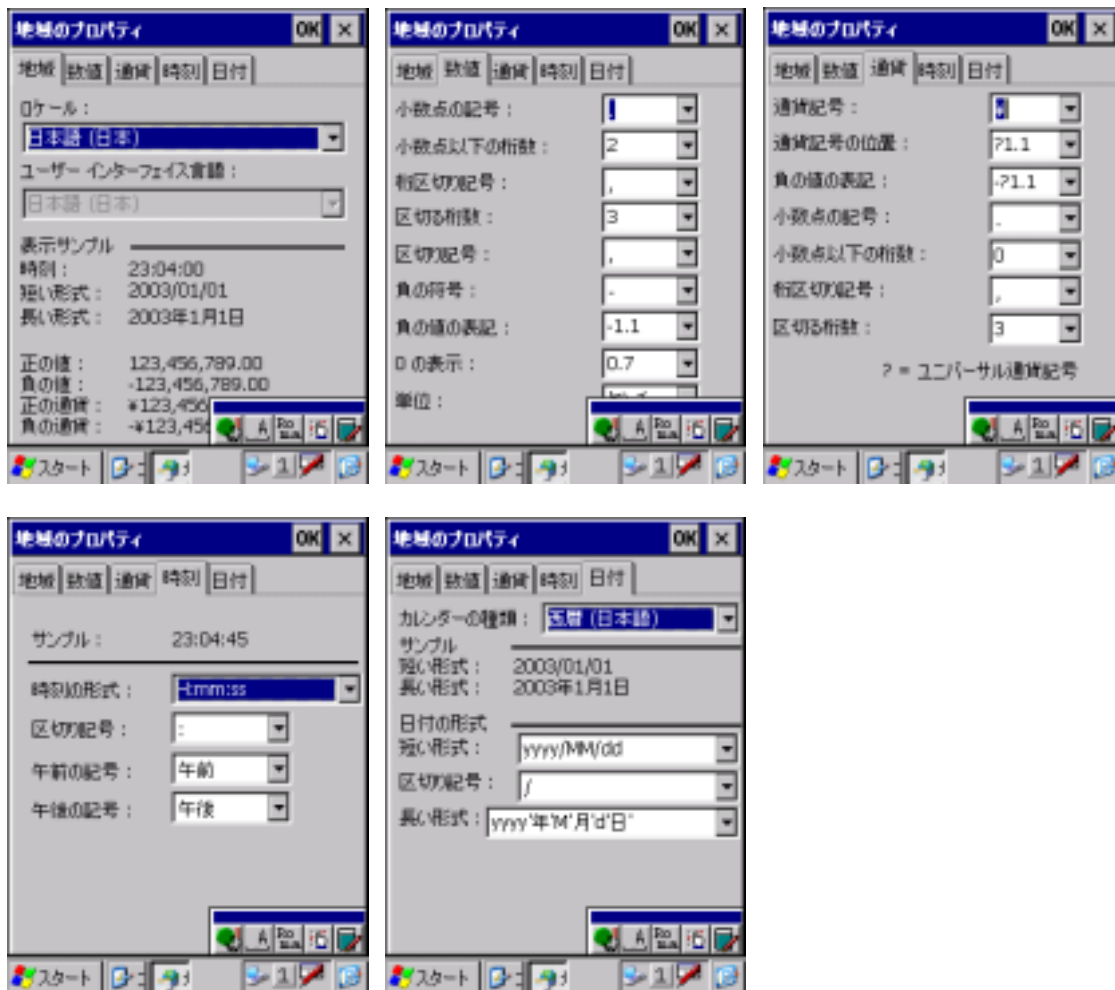 地域のプロパティ OK ×
地域 数値 通貨 時刻 日付
ロケール：
日本語 (日本)
ユーザー インターフェイス言語：
日本語 (日本)
表示サンプル
時刻： 23:04:00
短い形式： 2003/01/01
長い形式： 2003年1月1日
正の値： 123,456,789.00
負の値： -123,456,789.00
正の通貨： ¥123,456
負の通貨： -¥123,456
スタート
地域のプロパティ OK ×
地域 数値 通貨 時刻 日付
小数点の記号： .
小数点以下の桁数： 2
桁区切り記号： ,
区切る桁数： 3
区切り記号： ,
負の符号： -
負の値の表記： -1.1
0 の表示： 0.7
単位：
スタート
地域のプロパティ OK ×
地域 数値 通貨 時刻 日付
通貨記号：
通貨記号の位置： ?1.1
負の値の表記： -?1.1
小数点の記号： .
小数点以下の桁数： 0
桁区切り記号： ,
区切る桁数： 3
? = ユニバーサル通貨記号
スタート
地域のプロパティ OK ×
地域 数値 通貨 時刻 日付
サンプル： 23:04:45
時刻の形式： H:mm:ss
区切り記号： :
午前の記号： 午前
午後の記号： 午後
スタート
地域のプロパティ OK ×
地域 数値 通貨 時刻 日付
カレンダーの種類： 西暦 (日本語)
サンプル
短い形式： 2003/01/01
長い形式： 2003年1月1日
日付の形式
短い形式： yyyy/MM/dd
区切り記号： /
長い形式： yyyy'年'M'月'd'日'
スタート